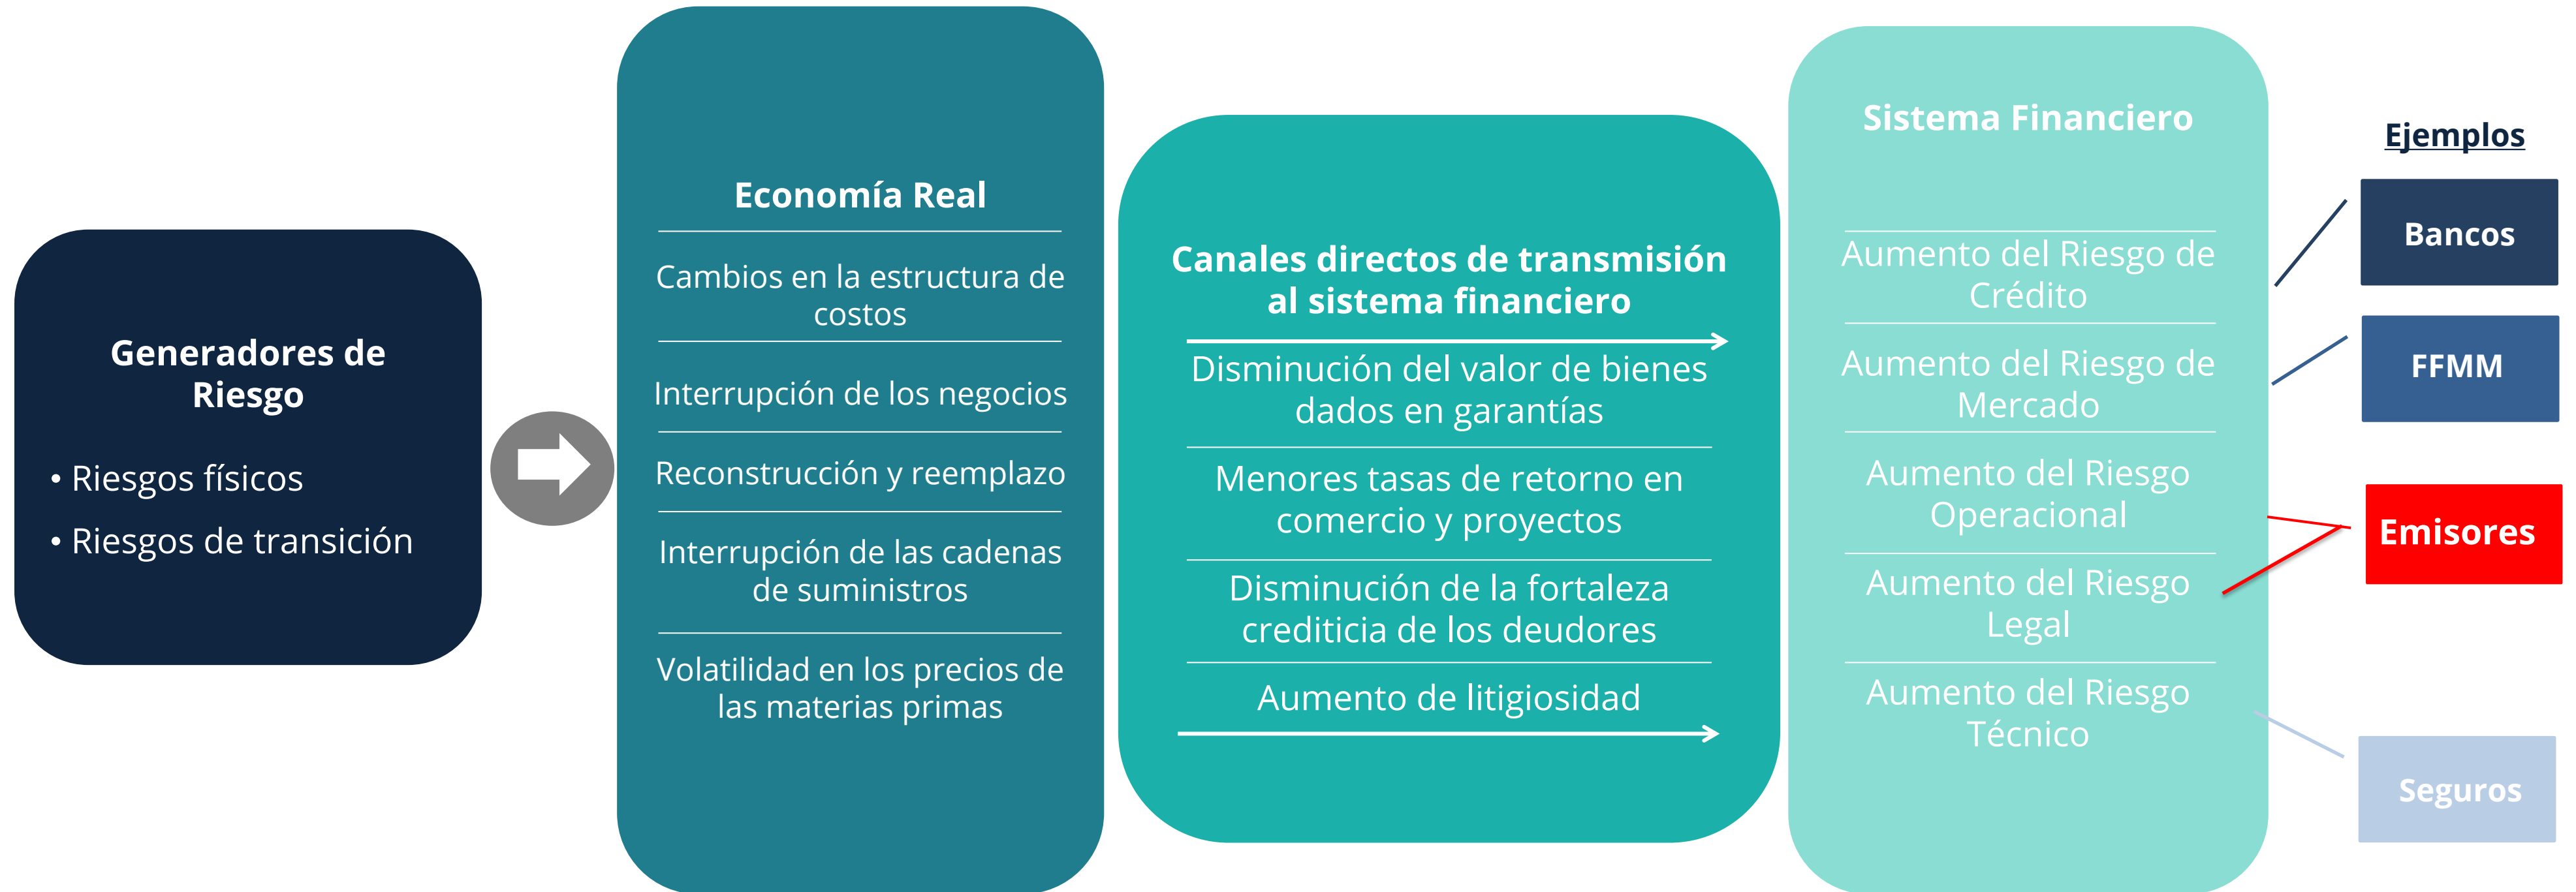 Generadores de
Riesgo
• Riesgos físicos
• Riesgos de transición
Economía Real
Cambios en la estructura de
costos
Interrupción de los negocios
Reconstrucción y reemplazo
Interrupción de las cadenas
de suministros
Volatilidad en los precios de
las materias primas
Canales directos de transmisión
al sistema financiero
Disminución del valor de bienes
dados en garantías
Menores tasas de retorno en
comercio y proyectos
Disminución de la fortaleza
crediticia de los deudores
Aumento de litigiosidad
Sistema Financiero
Aumento del Riesgo de
Crédito
Aumento del Riesgo de
Mercado
Aumento del Riesgo
Operacional
Aumento del Riesgo
Legal
Aumento del Riesgo
Técnico
Ejemplos
Bancos
FFMM
Emisores
Seguros